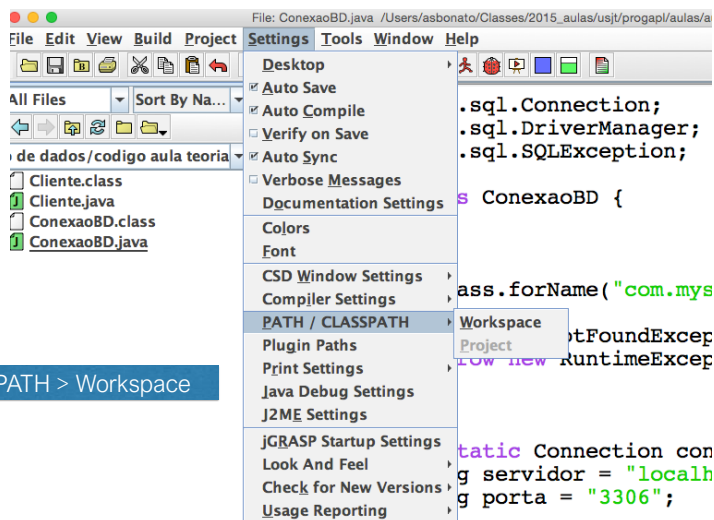 File: ConexaoBD.java /Users/asbonato/Classes/2015_aulas/usjt/progapl/aulas/a
File Edit View Build Project Settings Tools Window Help
All Files
Sort By Na...
de dados/codigo aula teoria
Cliente.class
Cliente.java
ConexaoBD.class
ConexaoBD.java
PATH > Workspace
Desktop
Auto Save
Auto Compile
Verify on Save
Auto Sync
Verbose Messages
Documentation Settings
Colors
Font
CSD Window Settings
Compiler Settings
PATH / CLASSPATH
Plugin Paths
Print Settings
Java Debug Settings
J2ME Settings
jGRASP Startup Settings
Look And Feel
Check for New Versions
Usage Reporting
Workspace
Project
.sql.Connection;
.sql.DriverManager;
.sql.SQLException;
s ConexaoBD {
ass.forName("com.mys
otFoundExcep
row new RuntimeExcep
tatic Connection con
g servidor = "localh
g porta = "3306";